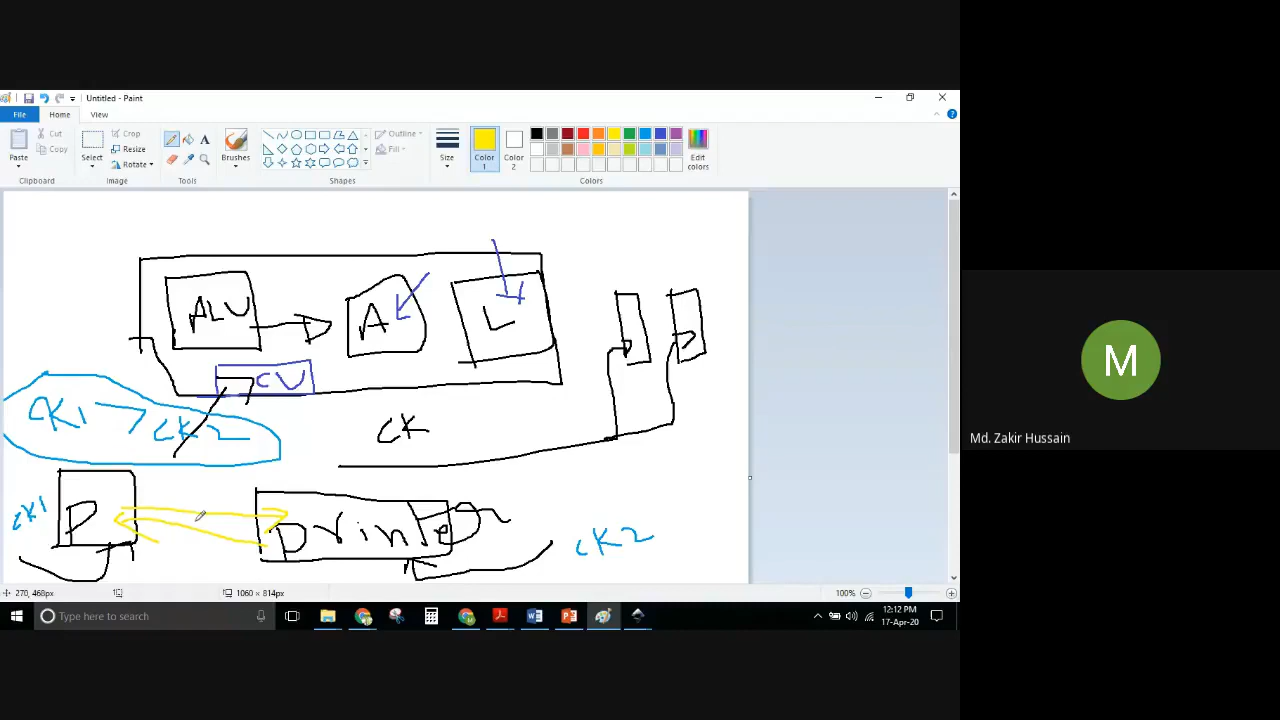 Untitled - Paint
File Home View
Paste
Cut
Copy
Clipboard
Select
Crop
Resize
Rotate
Image
Tools
Brushes
Shapes
Outline
Fill
Size
Color
1
Color
2
Edit
colors
Colors
ALU A L
CU
CK1 CK2
CK
CK1 P Printer CK2
270, 468px 1060 × 814px 100%
Type here to search
12:12 PM
17-Apr-20
M
Md. Zakir Hussain